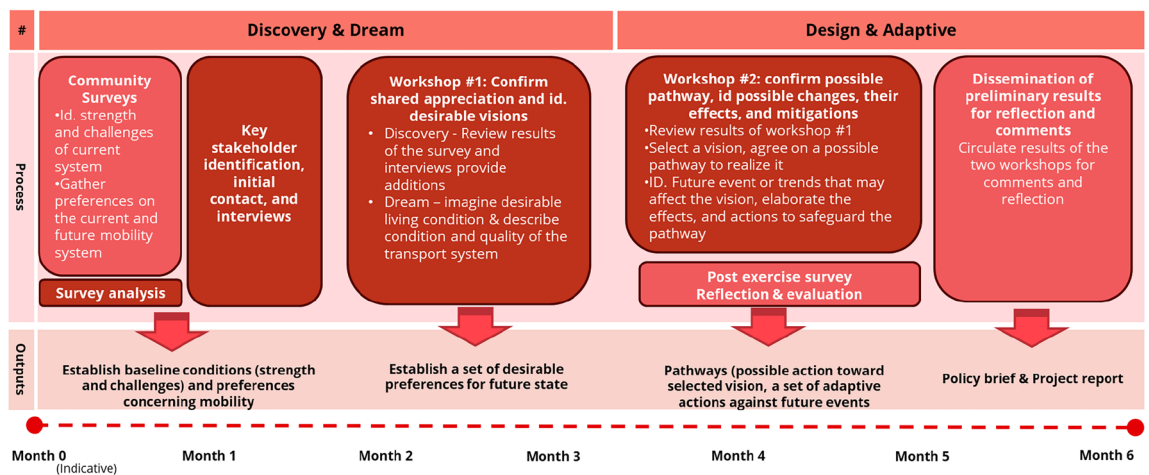 #
Discovery & Dream
Design & Adaptive
Process
Community
Surveys
•Id. strength
and challenges
of current
system
•Gather
preferences on
the current and
future mobility
system
Survey analysis
Key
stakeholder
identification,
initial
contact, and
interviews
Workshop #1: Confirm
shared appreciation and id.
desirable visions
• Discovery - Review results
of the survey and
interviews provide
additions
• Dream – imagine desirable
living condition & describe
condition and quality of the
transport system
Workshop #2: confirm possible
pathway, id possible changes, their
effects, and mitigations
•Review results of workshop #1
•Select a vision, agree on a possible
pathway to realize it
•ID. Future event or trends that may
affect the vision, elaborate the
effects, and actions to safeguard the
pathway
Post exercise survey
Reflection & evaluation
Dissemination of
preliminary results
for reflection and
comments
Circulate results of the
two workshops for
comments and
reflection
Outputs
Establish baseline conditions (strength
and challenges) and preferences
concerning mobility
Establish a set of desirable
preferences for future state
Pathways (possible action toward
selected vision, a set of adaptive
actions against future events
Policy brief & Project report
Month 0
(Indicative)
Month 1
Month 2
Month 3
Month 4
Month 5
Month 6